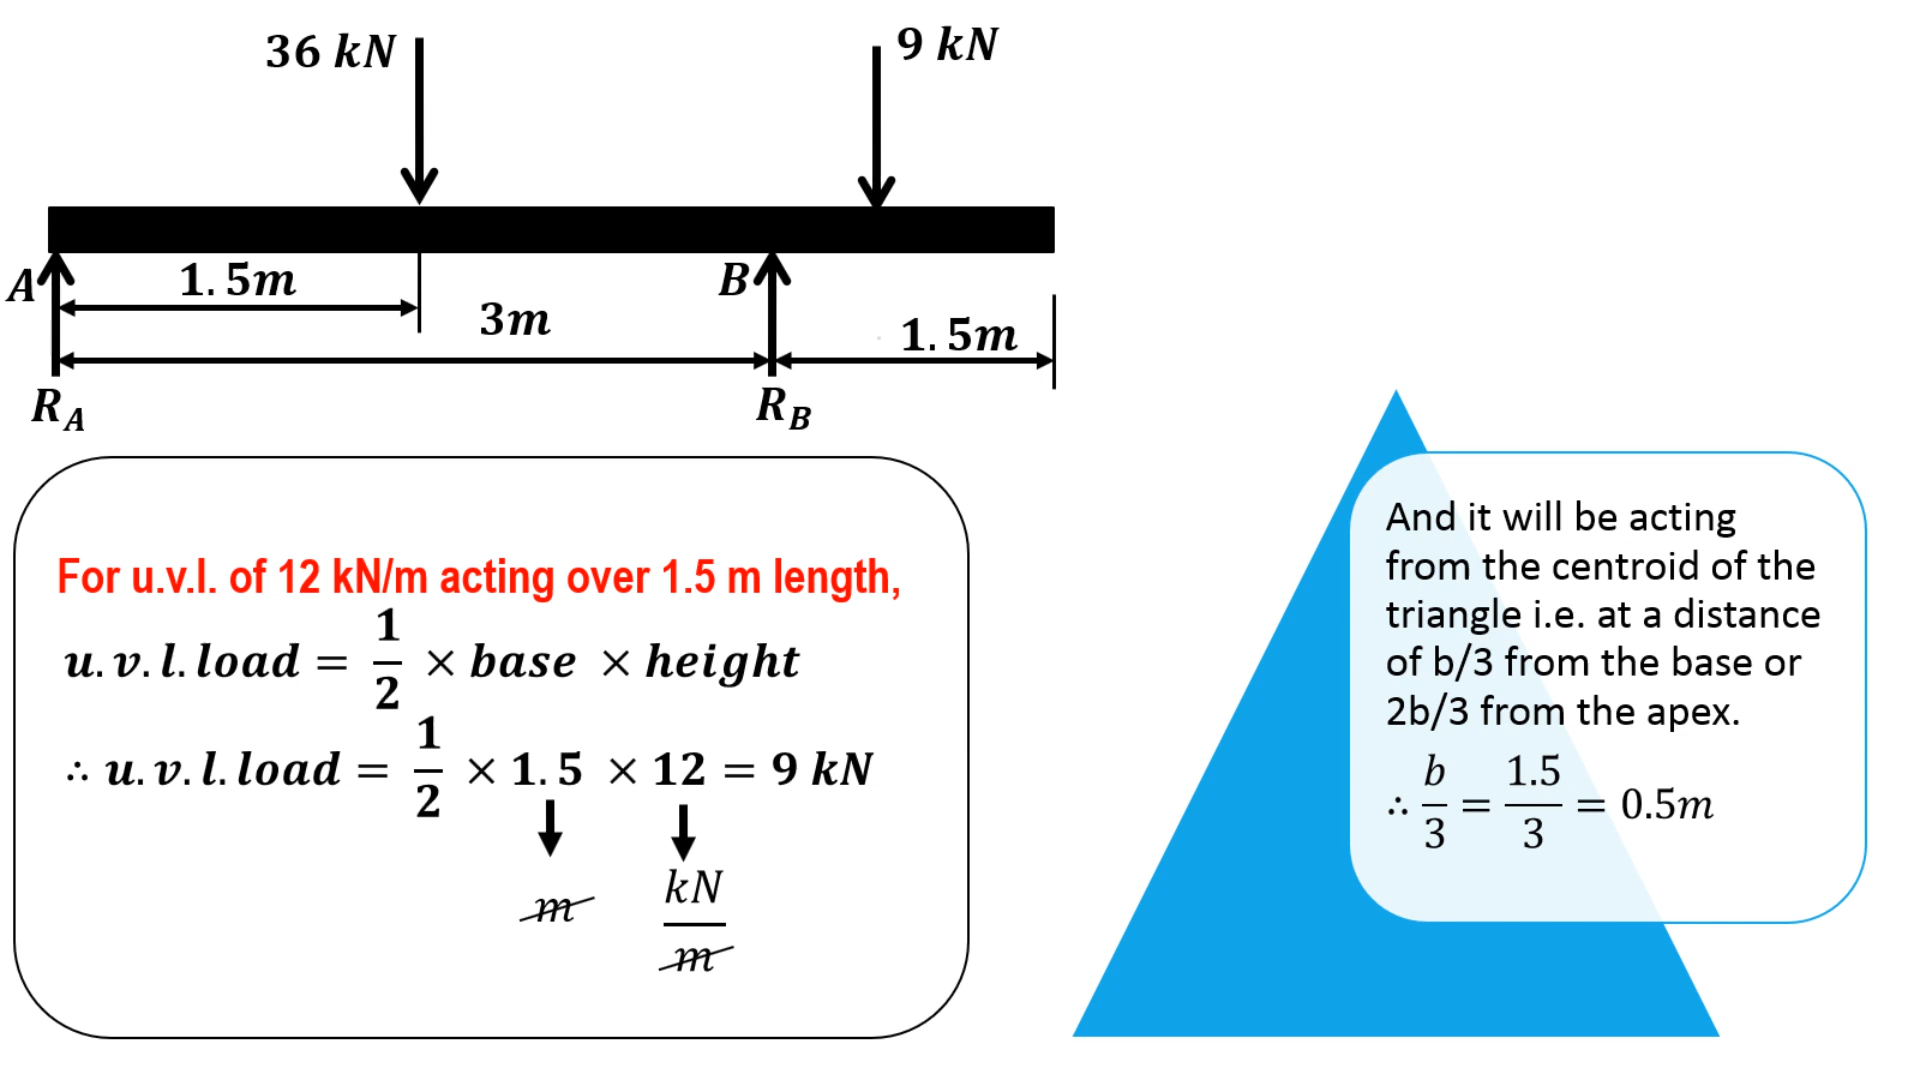 36 kN
9 kN
A
1.5m
B
3m
1.5m
R_A
R_B
For u.v.l. of 12 kN/m acting over 1.5 m length,
u.v.l.load = 1/2 × base × height
∴ u.v.l.load = 1/2 × 1.5 × 12 = 9 kN
m
kN/m
And it will be acting
from the centroid of the
triangle i.e. at a distance
of b/3 from the base or
2b/3 from the apex.
∴ b/3 = 1.5/3 = 0.5m